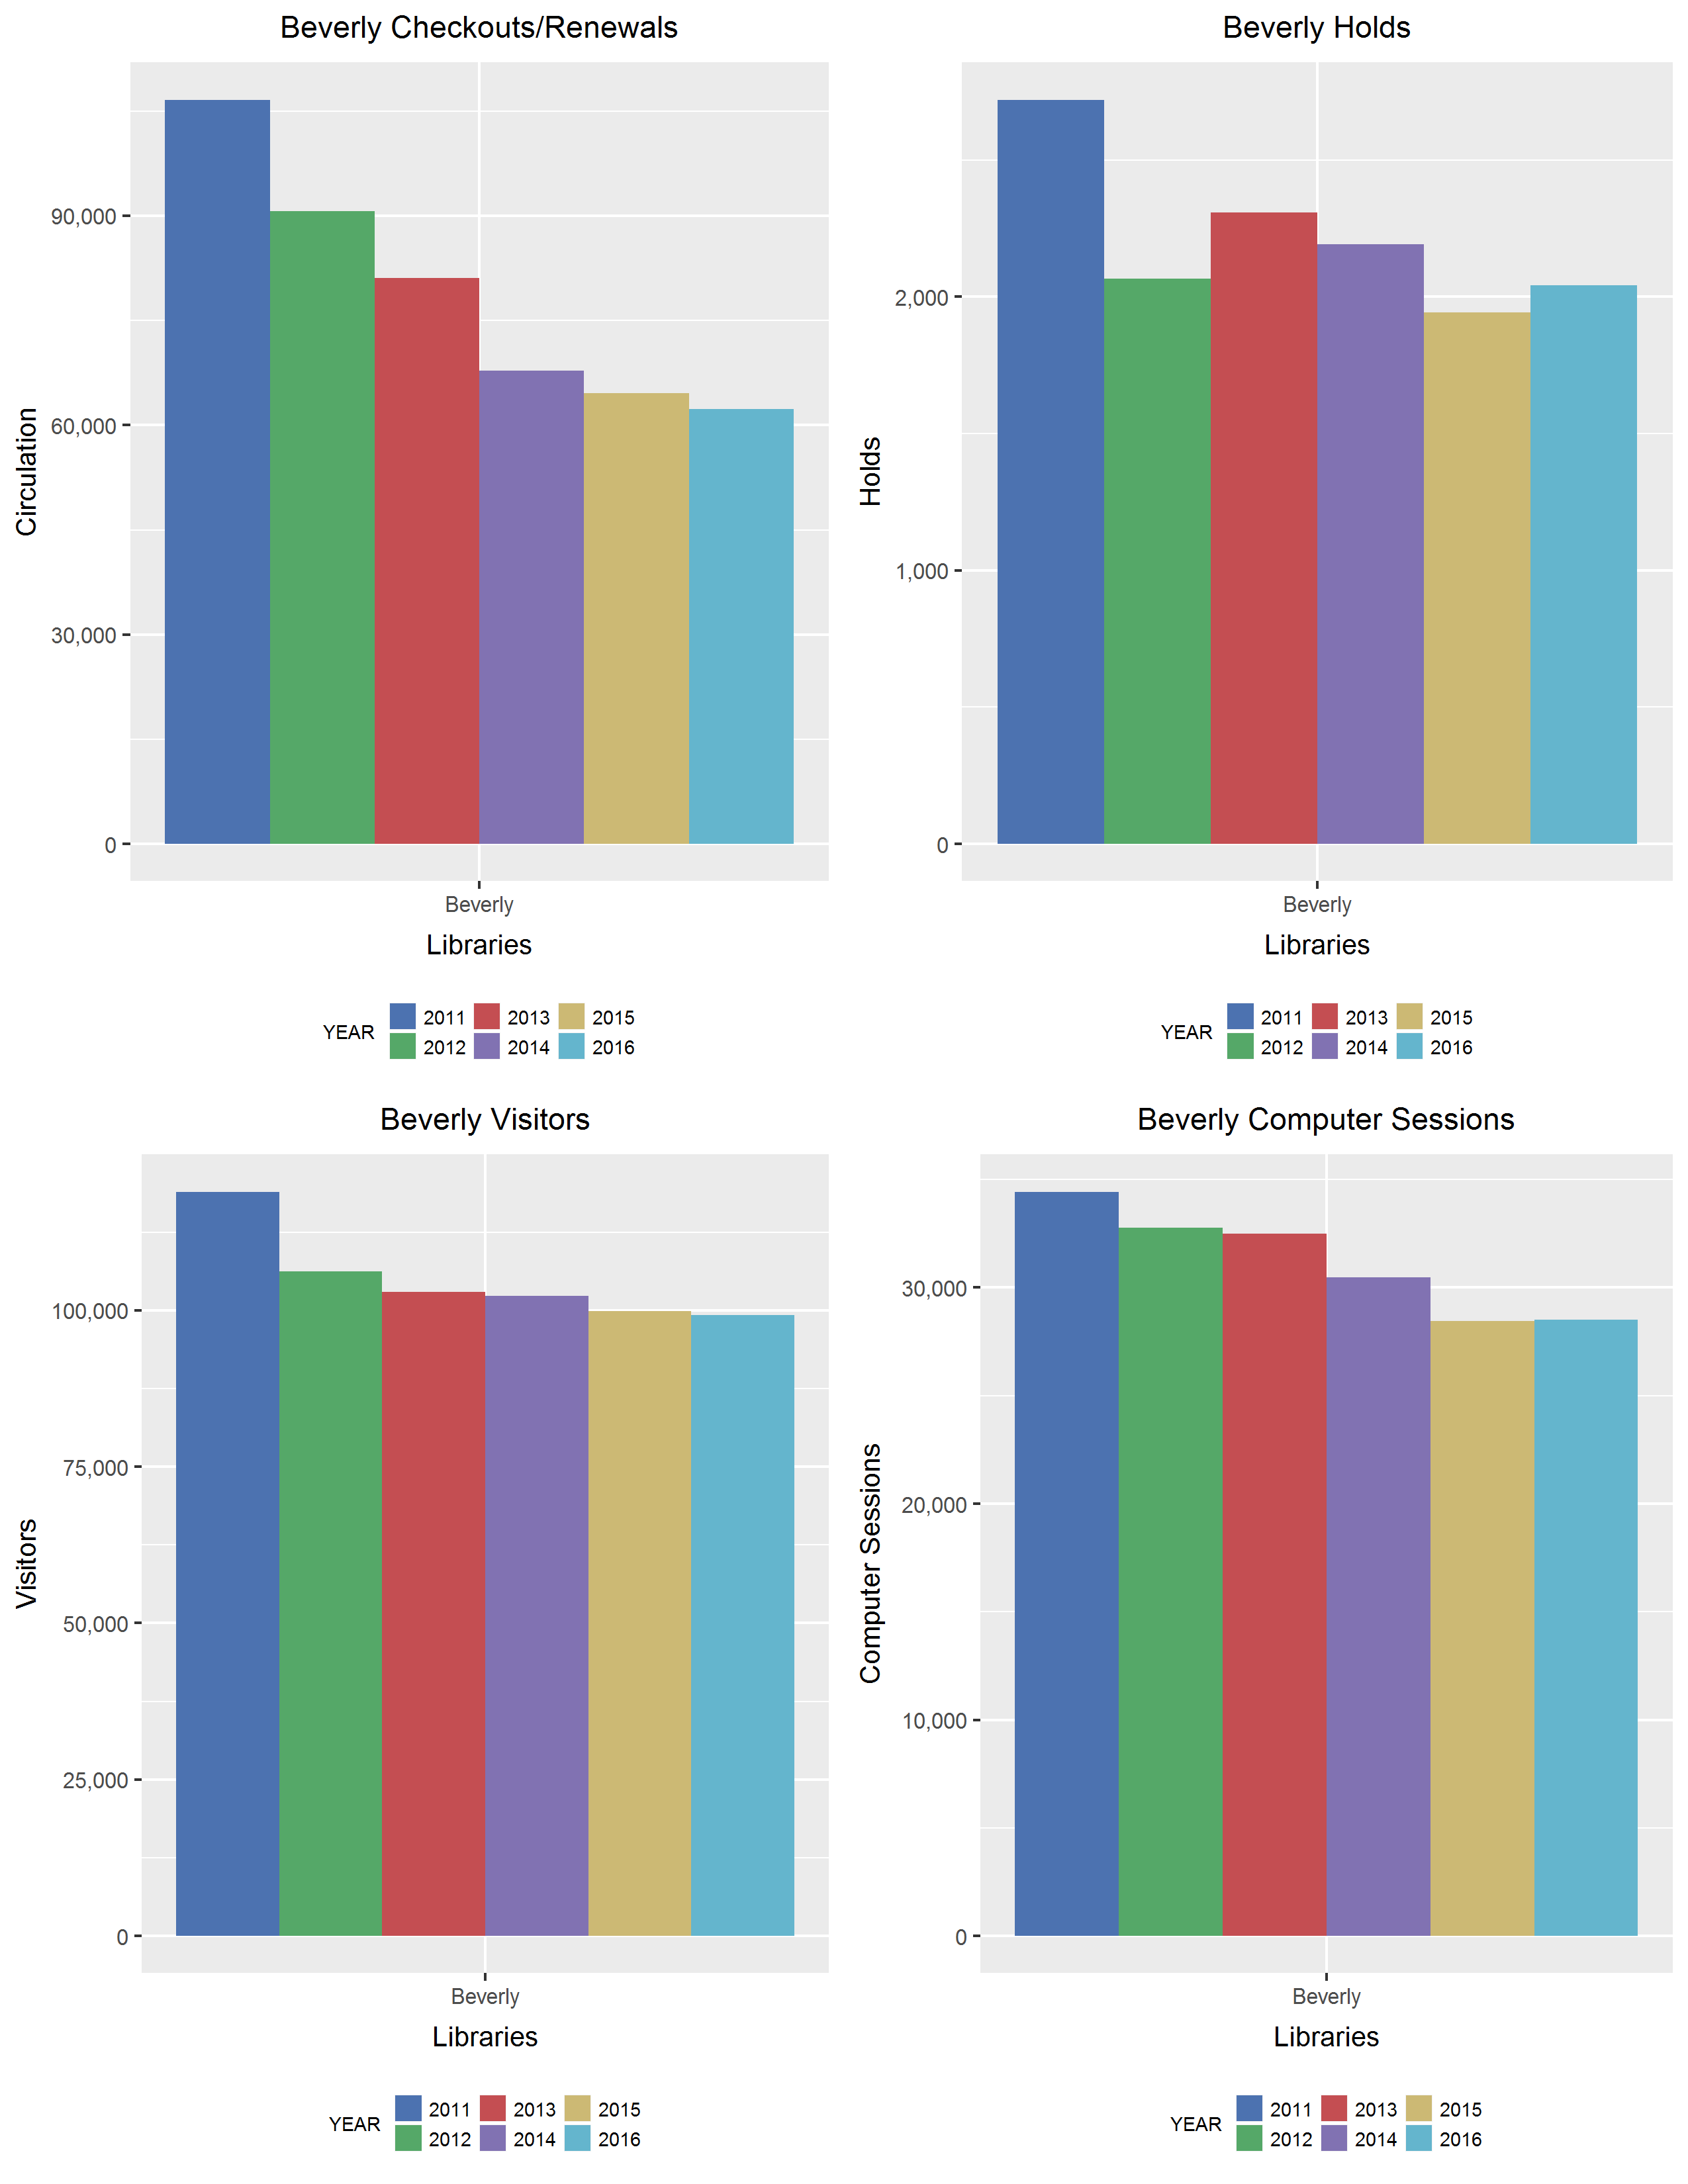 Beverly Checkouts/Renewals
Circulation
90,000
60,000
30,000
0
Beverly
Libraries
YEAR 2011 2013 2015
2012 2014 2016
Beverly Holds
Holds
2,000
1,000
0
Beverly
Libraries
YEAR 2011 2013 2015
2012 2014 2016
Beverly Visitors
Visitors
100,000
75,000
50,000
25,000
0
Beverly
Libraries
YEAR 2011 2013 2015
2012 2014 2016
Beverly Computer Sessions
Computer Sessions
30,000
20,000
10,000
0
Beverly
Libraries
YEAR 2011 2013 2015
2012 2014 2016